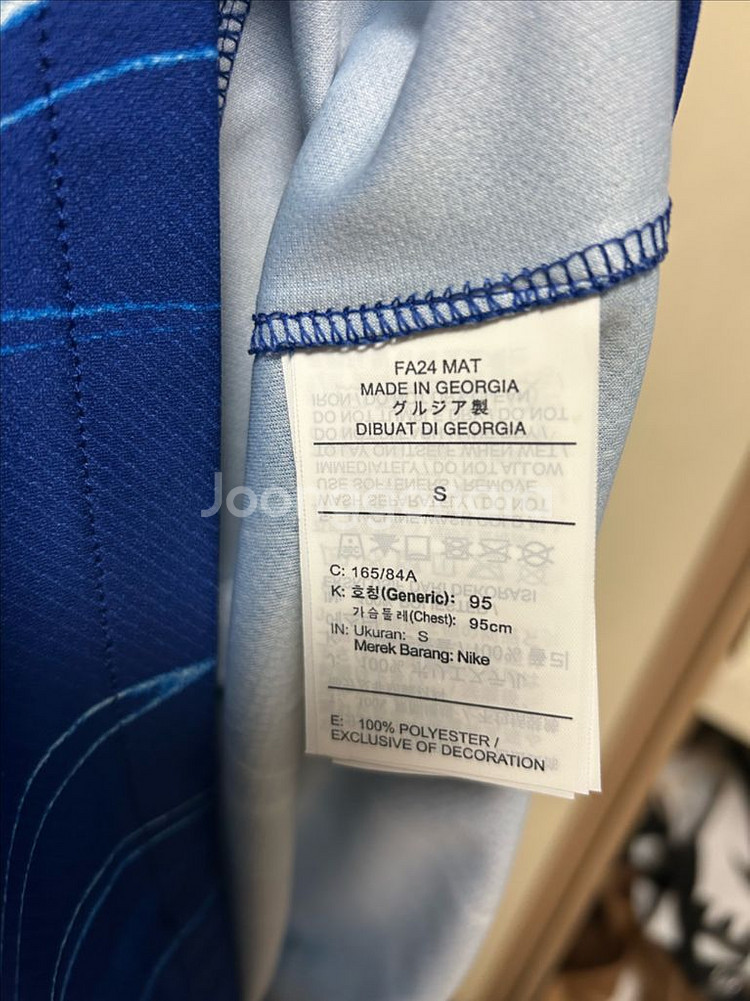 FA24 MAT
MADE IN GEORGIA
グルジア製
DIBUAT DI GEORGIA
S
C: 165/84A
K: 호칭(Generic): 95
가슴둘레(Chest): 95cm
IN: Ukuran: S
Merek Barang: Nike
E: 100% POLYESTER /
EXCLUSIVE OF DECORATION